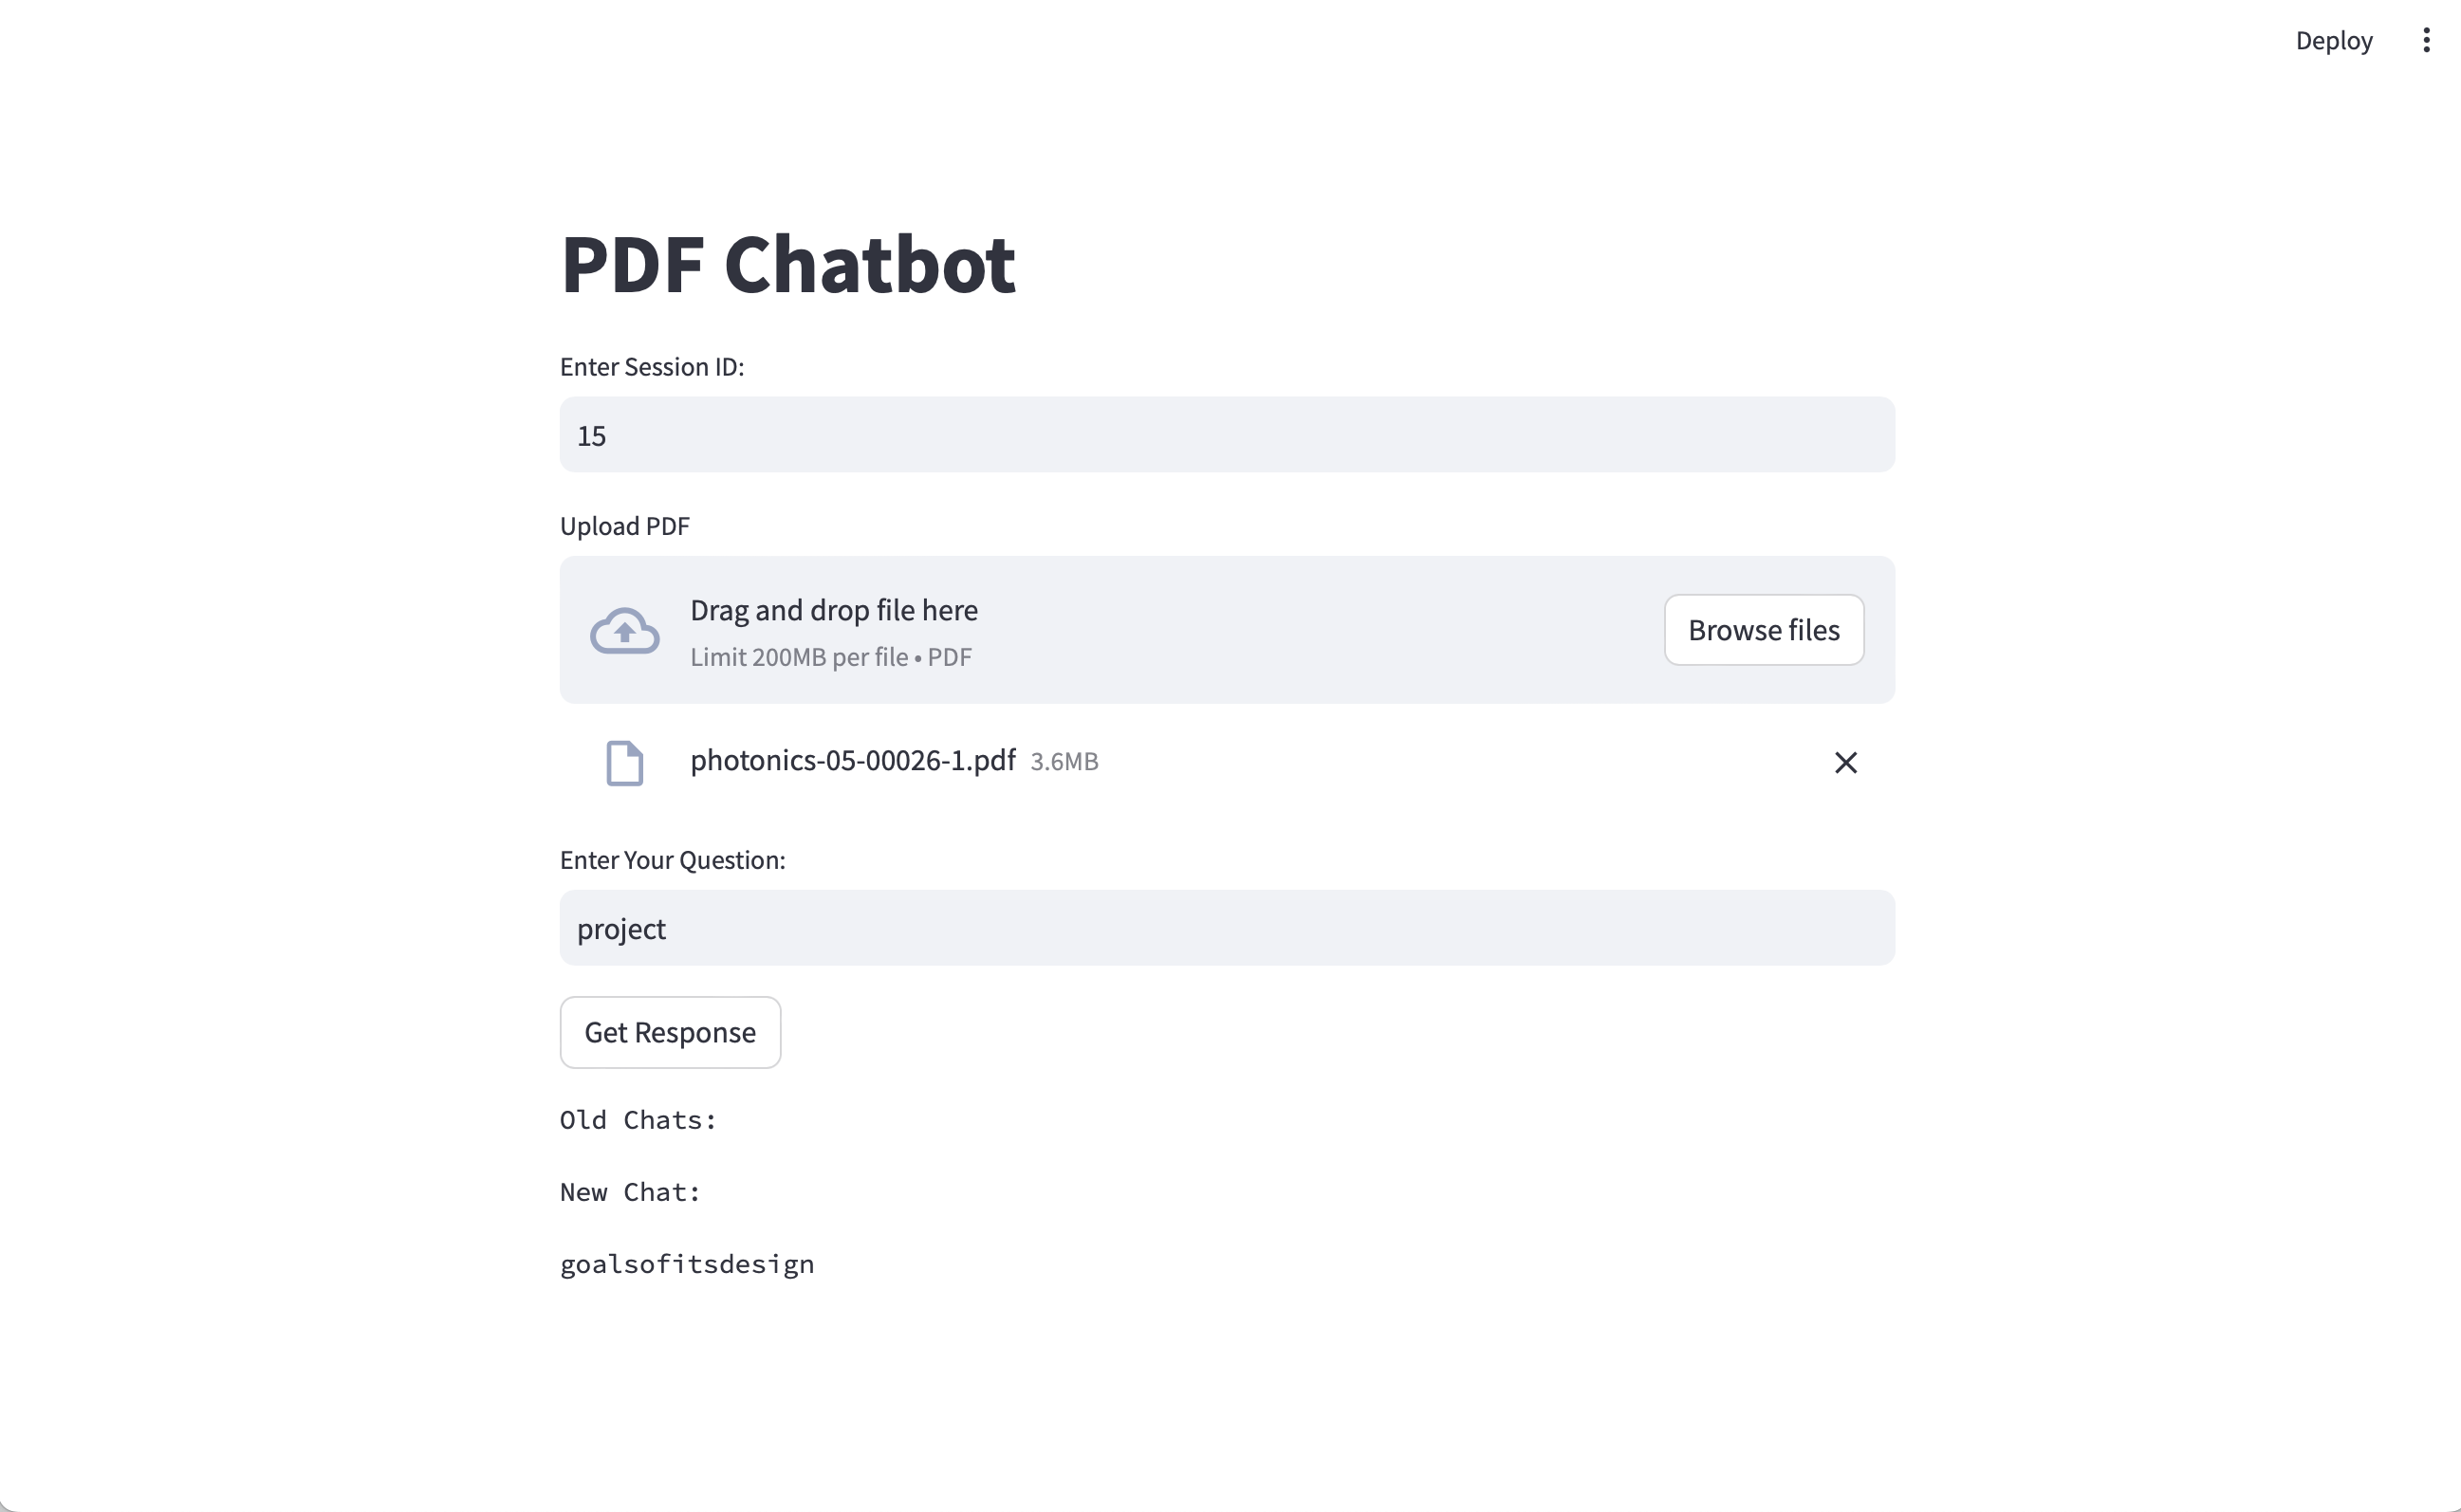 Deploy
PDF Chatbot
Enter Session ID:
15
Upload PDF
Drag and drop file here
Limit 200MB per file • PDF
Browse files
photonics-05-00026-1.pdf 3.6MB
Enter Your Question:
project
Get Response
Old Chats:
New Chat:
goalsofitsdesign